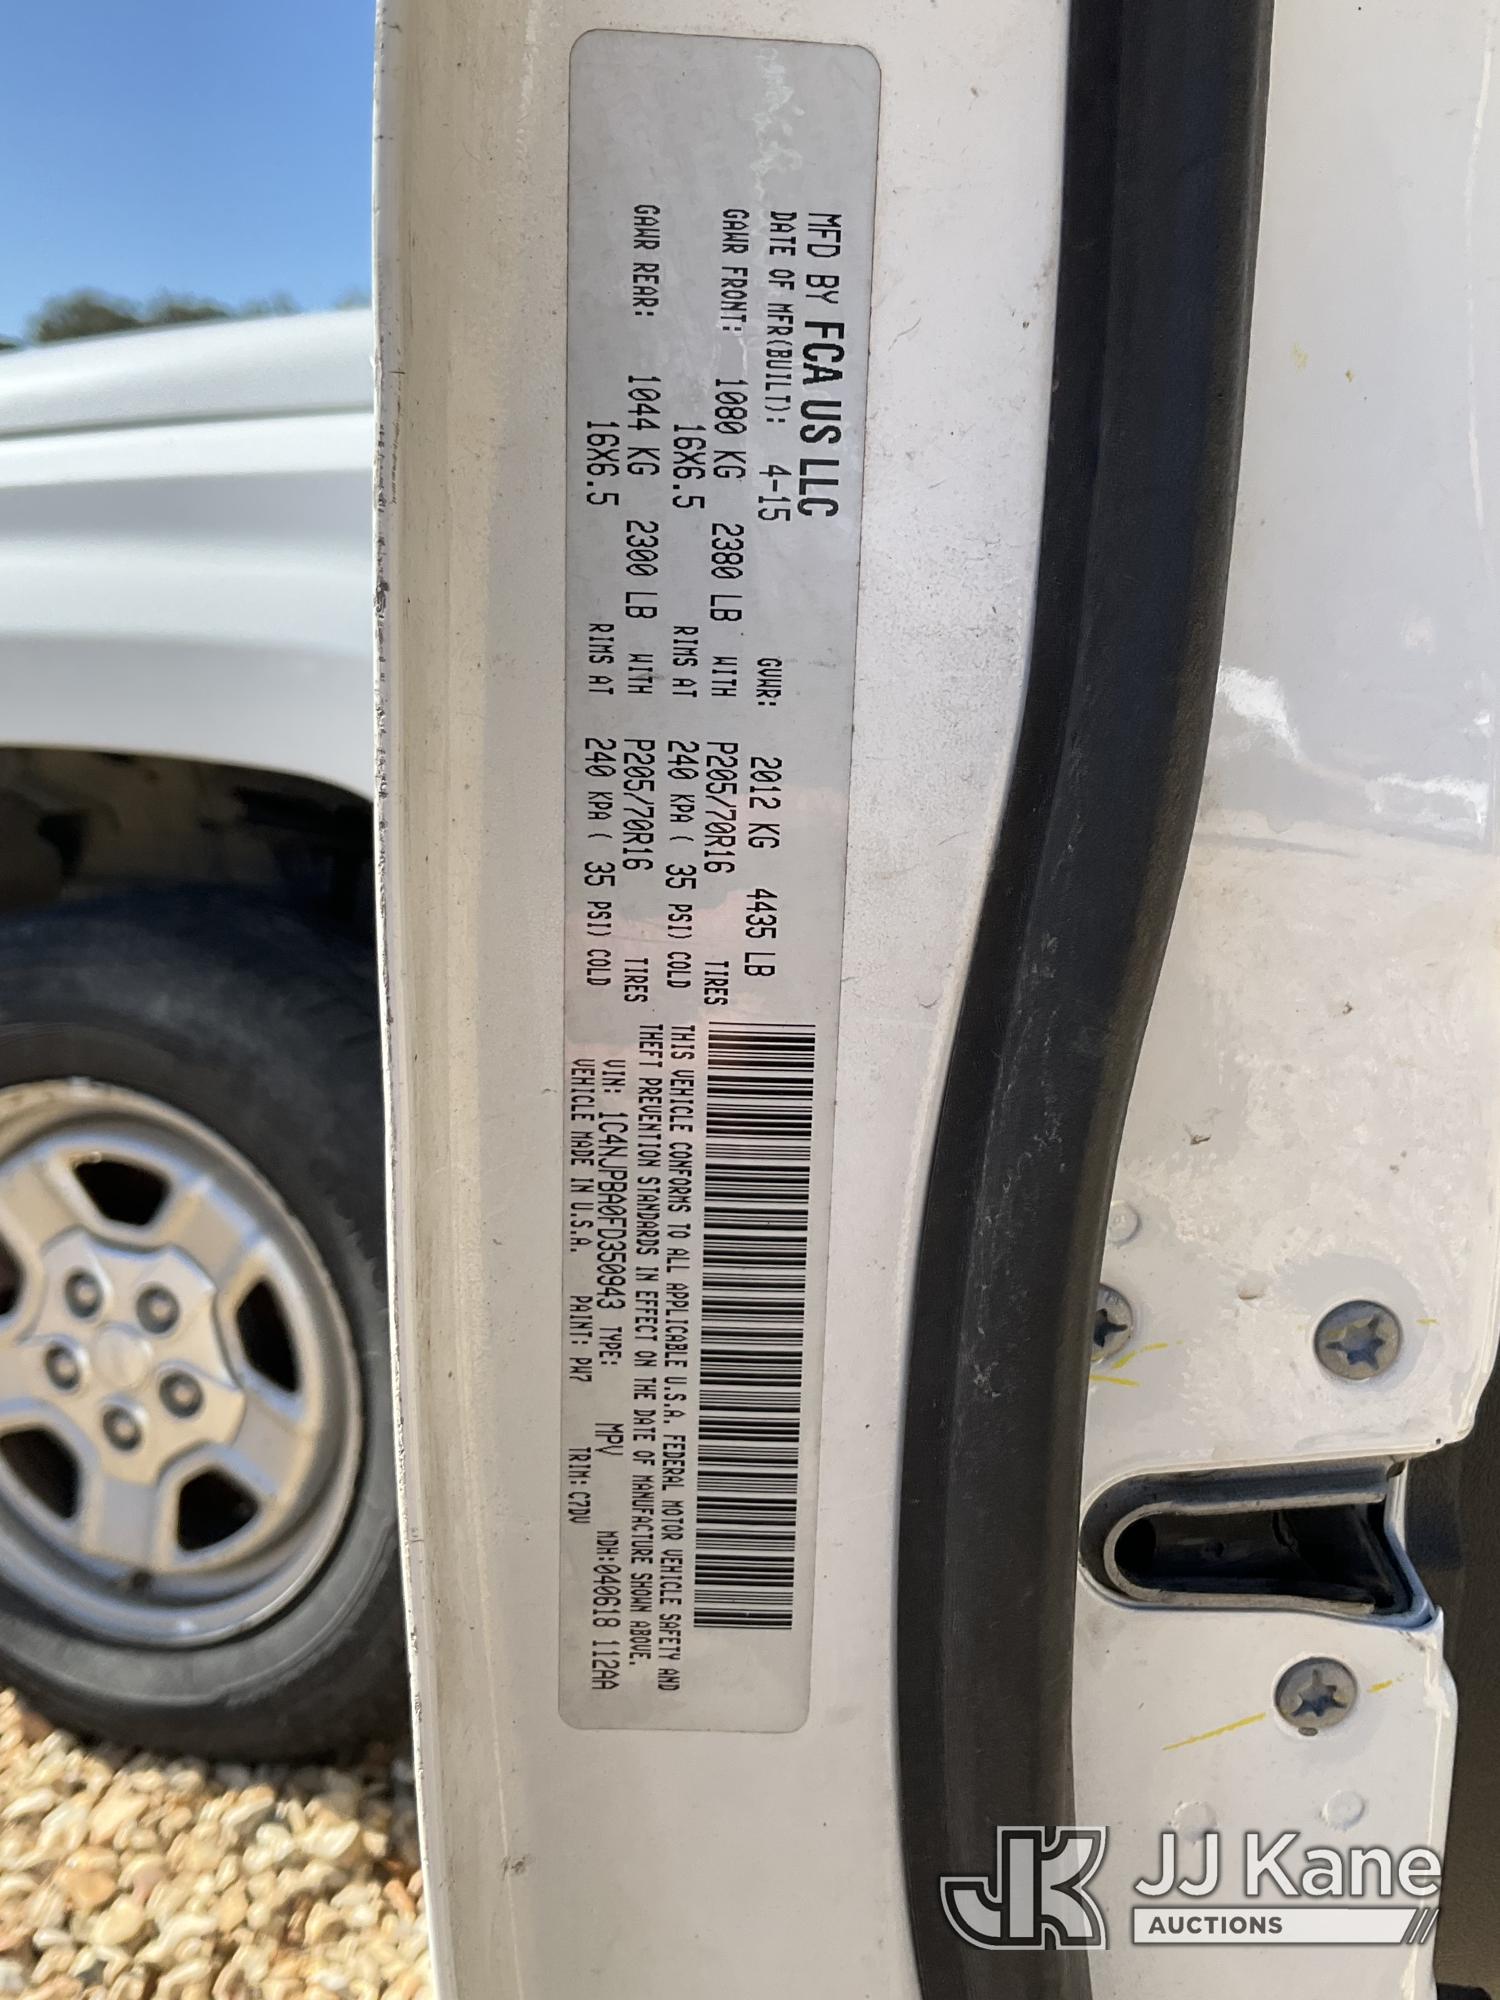 MFD BY FCA US LLC
DATE OF MFR(BUILT): 4-15 GVWR: 2012 KG 4435 LB
GAWR FRONT: 1080 KG 2380 LB WITH P205/70R16 TIRES
16X6.5 RIMS AT 240 KPA ( 35 PSI) COLD
GAWR REAR: 1044 KG 2300 LB WITH P205/70R16 TIRES
16X6.5 RIMS AT 240 KPA ( 35 PSI) COLD
THIS VEHICLE CONFORMS TO ALL APPLICABLE U.S.A. FEDERAL MOTOR VEHICLE SAFETY AND
THEFT PREVENTION STANDARDS IN EFFECT ON THE DATE OF MANUFACTURE SHOWN ABOVE.
VIN: 1C4NJPBA0FD350943 TYPE: MPV MDH:040618 112AA
VEHICLE MADE IN U.S.A. PAINT: PW7 TRIM: C7DV
JK JJ Kane
AUCTIONS